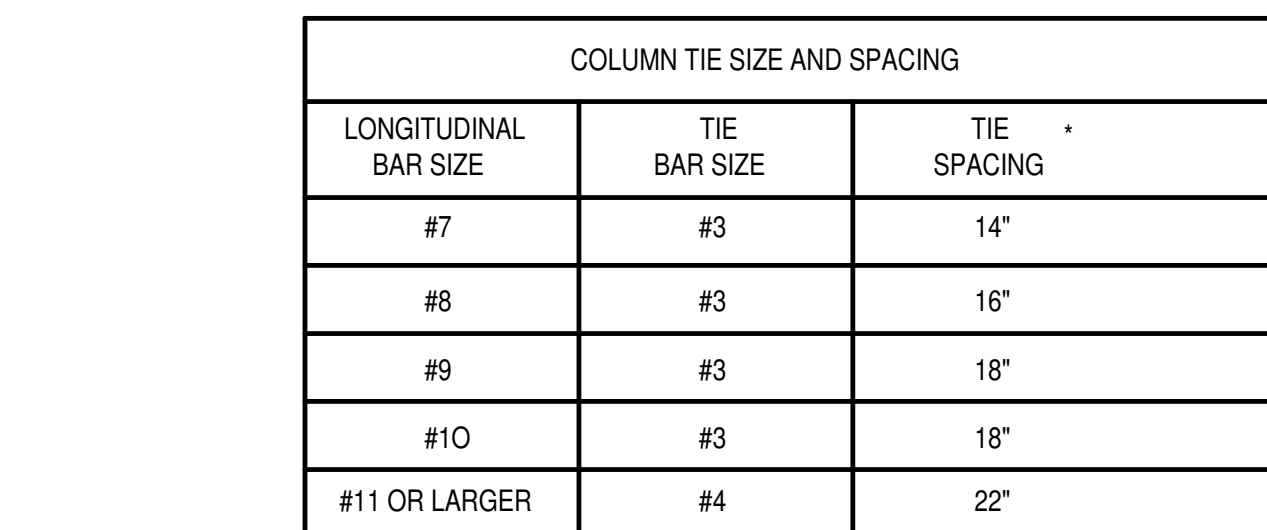 COLUMN TIE SIZE AND SPACING
LONGITUDINAL BAR SIZE TIE BAR SIZE TIE * SPACING
#7 #3 14"
#8 #3 16"
#9 #3 18"
#1O #3 18"
#11 OR LARGER #4 22"